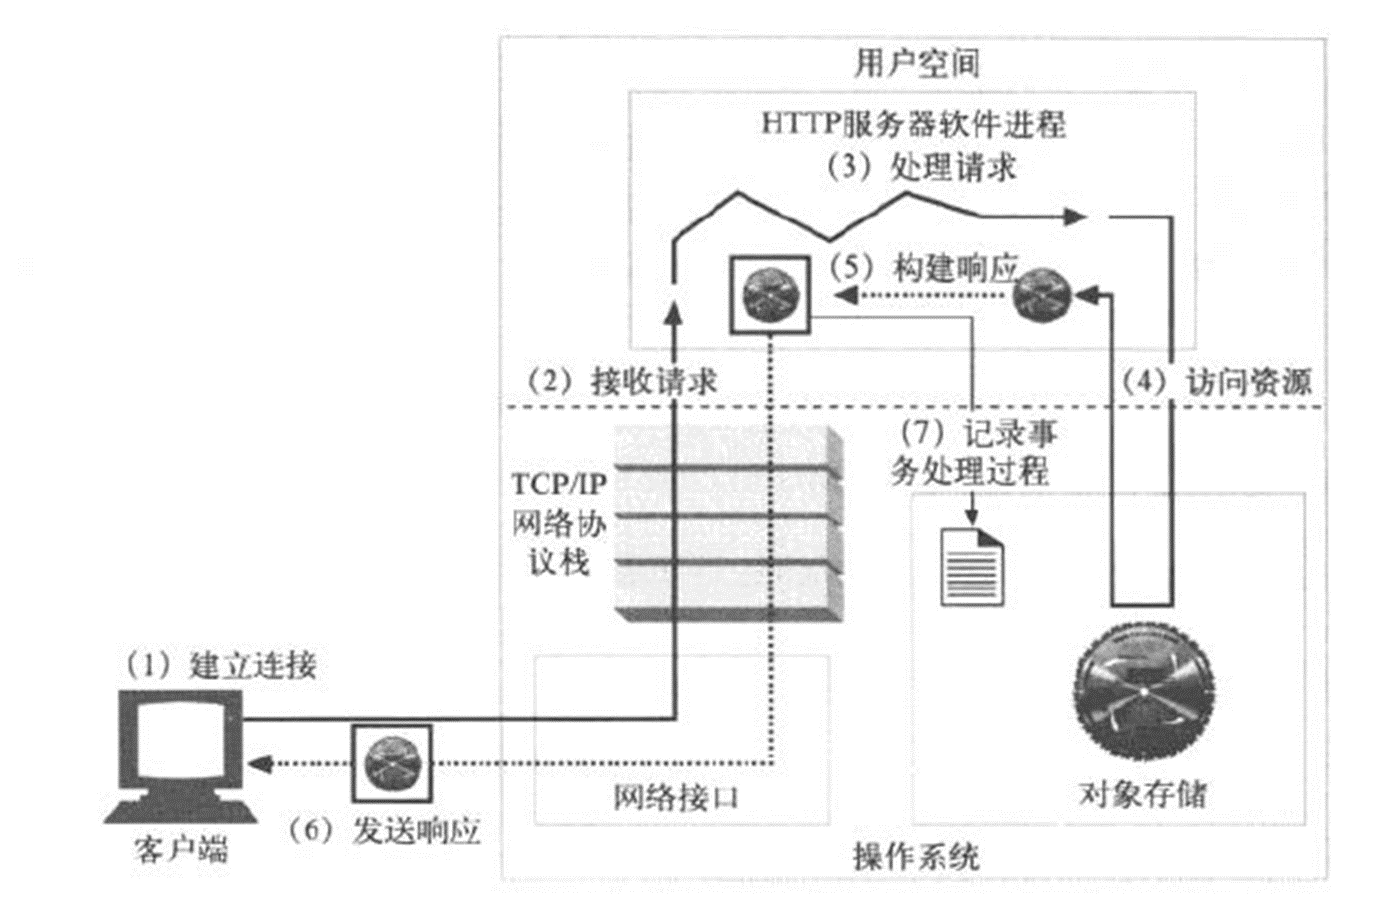 用户空间
HTTP服务器软件进程
（3）处理请求
（5）构建响应
（2）接收请求
（4）访问资源
（7）记录事
务处理过程
TCP/IP
网络协
议栈
（1）建立连接
网络接口
对象存储
（6）发送响应
客户端
操作系统